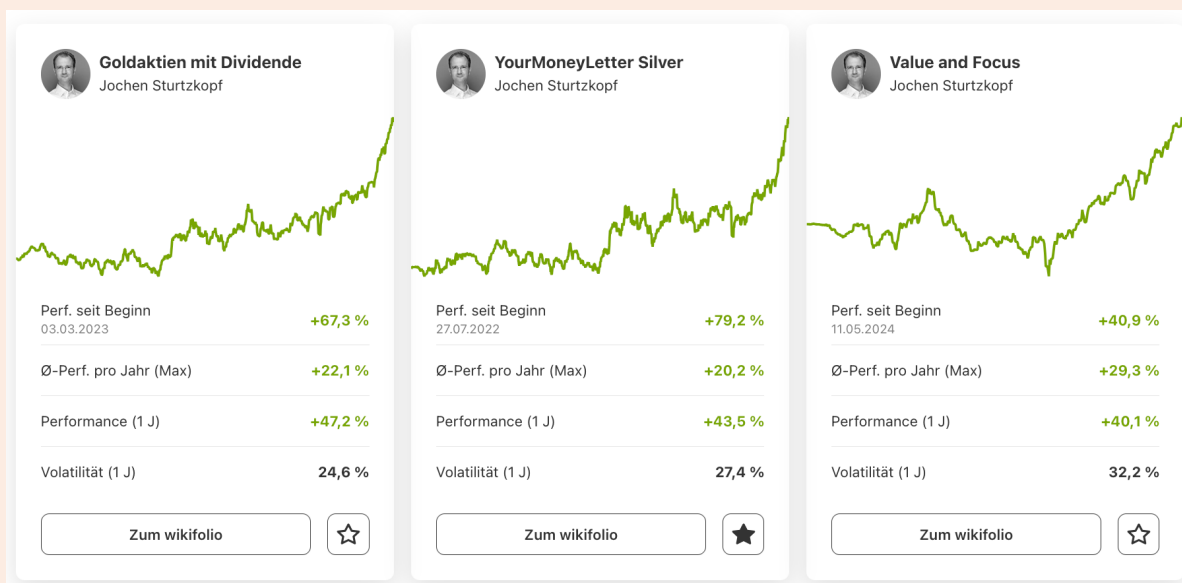 Goldaktien mit Dividende
Jochen Sturtzkopf
Perf. seit Beginn
03.03.2023
+67,3 %
Ø-Perf. pro Jahr (Max)
+22,1 %
Performance (1 J)
+47,2 %
Volatilität (1 J)
24,6 %
Zum wikifolio
YourMoneyLetter Silver
Jochen Sturtzkopf
Perf. seit Beginn
27.07.2022
+79,2 %
Ø-Perf. pro Jahr (Max)
+20,2 %
Performance (1 J)
+43,5 %
Volatilität (1 J)
27,4 %
Zum wikifolio
Value and Focus
Jochen Sturtzkopf
Perf. seit Beginn
11.05.2024
+40,9 %
Ø-Perf. pro Jahr (Max)
+29,3 %
Performance (1 J)
+40,1 %
Volatilität (1 J)
32,2 %
Zum wikifolio